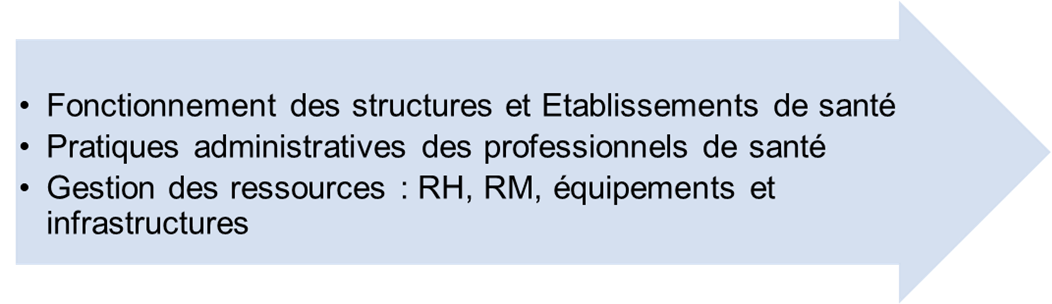 • Fonctionnement des structures et Etablissements de santé
• Pratiques administratives des professionnels de santé
• Gestion des ressources : RH, RM, équipements et
infrastructures